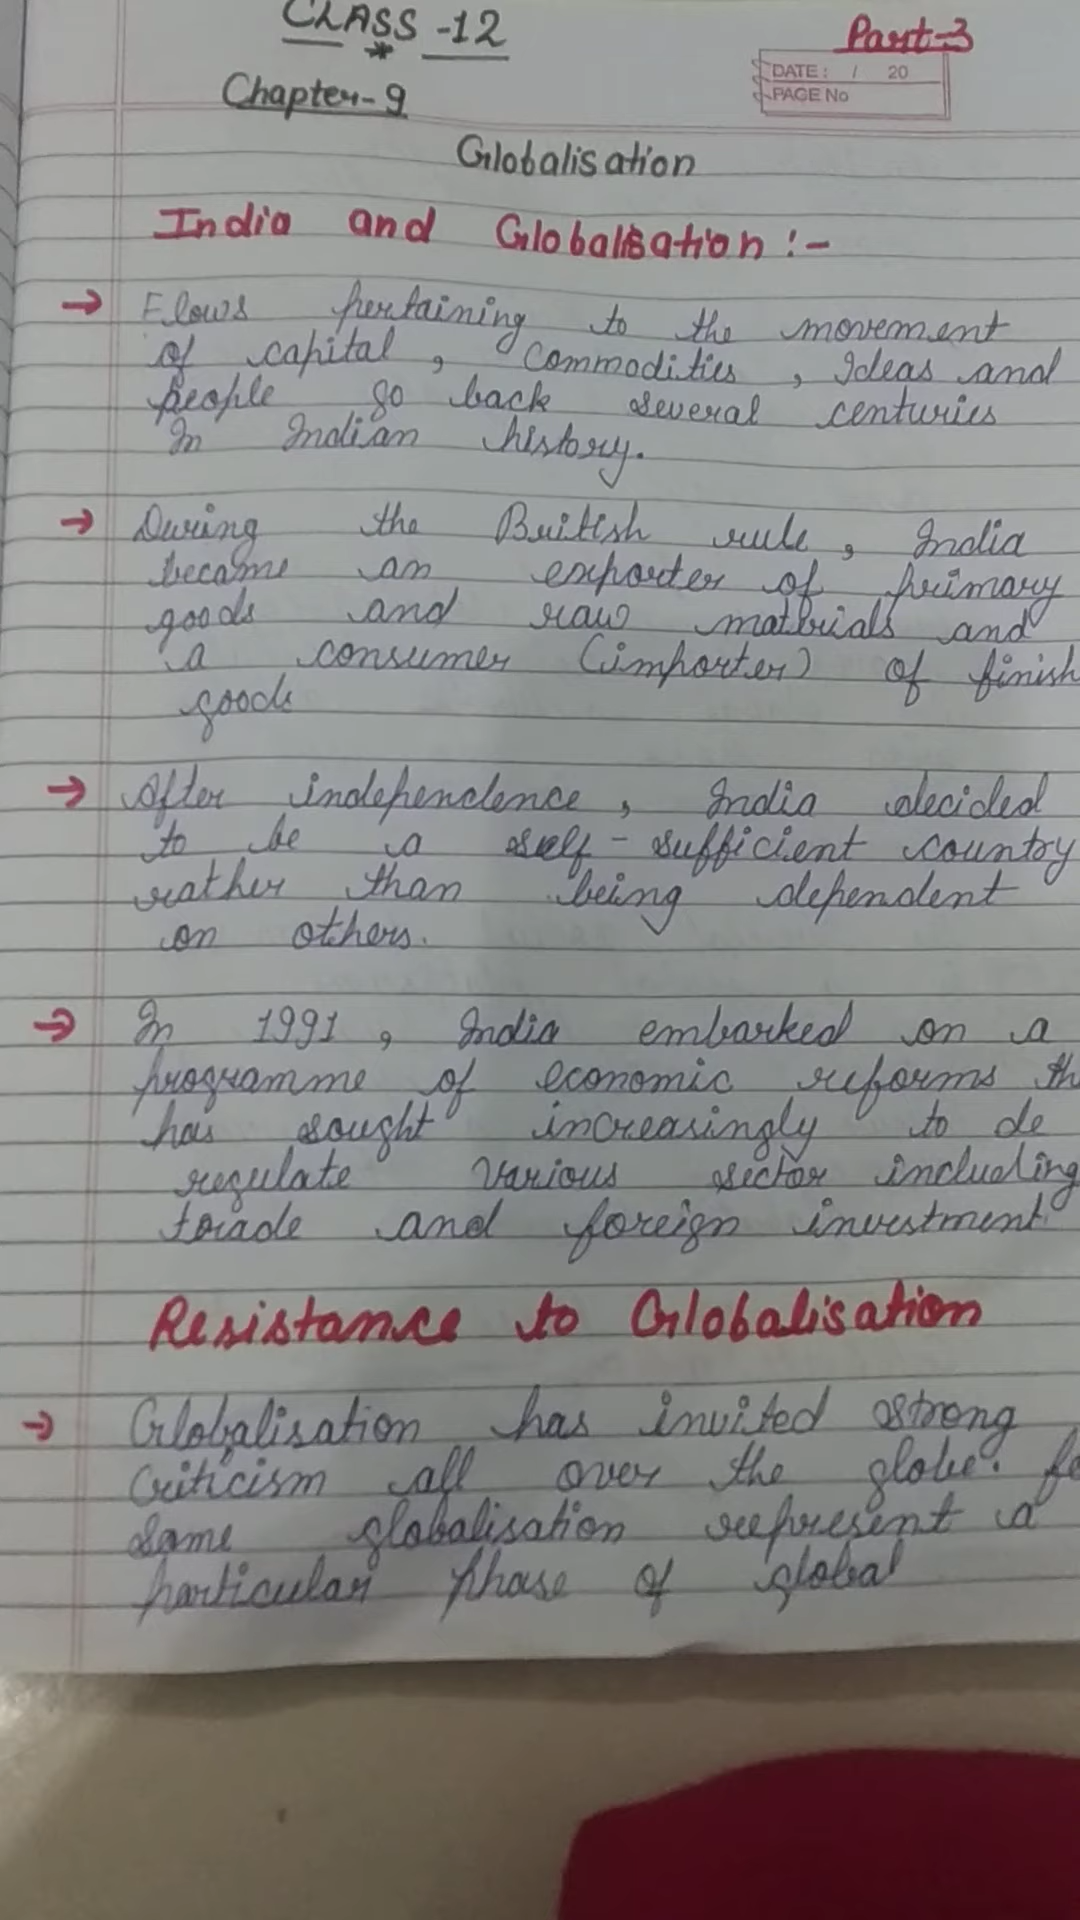 CLASS-12
Part-3
DATE: / 20
PAGE No
Chapter-9
Globalisation
India and Globalisation:-
→ Flows pertaining to the movement
of capital, Commodities, Ideas and
people go back several centuries
In Indian history.
→ During the British rule, India
became an exporter of primary
goods and raw materials and
a consumer (importer) of finish
goods
→ After independence, India decided
to be a self-sufficient country
rather than being dependent
on others.
→ In 1991, India embarked on a
programme of economic reforms th
has sought increasingly to de
regulate various sector including
trade and foreign investment.
Resistance to Globalisation
→ Globalisation has invited strong
Criticism all over the globe. fo
some globalisation represent a
particular phase of global